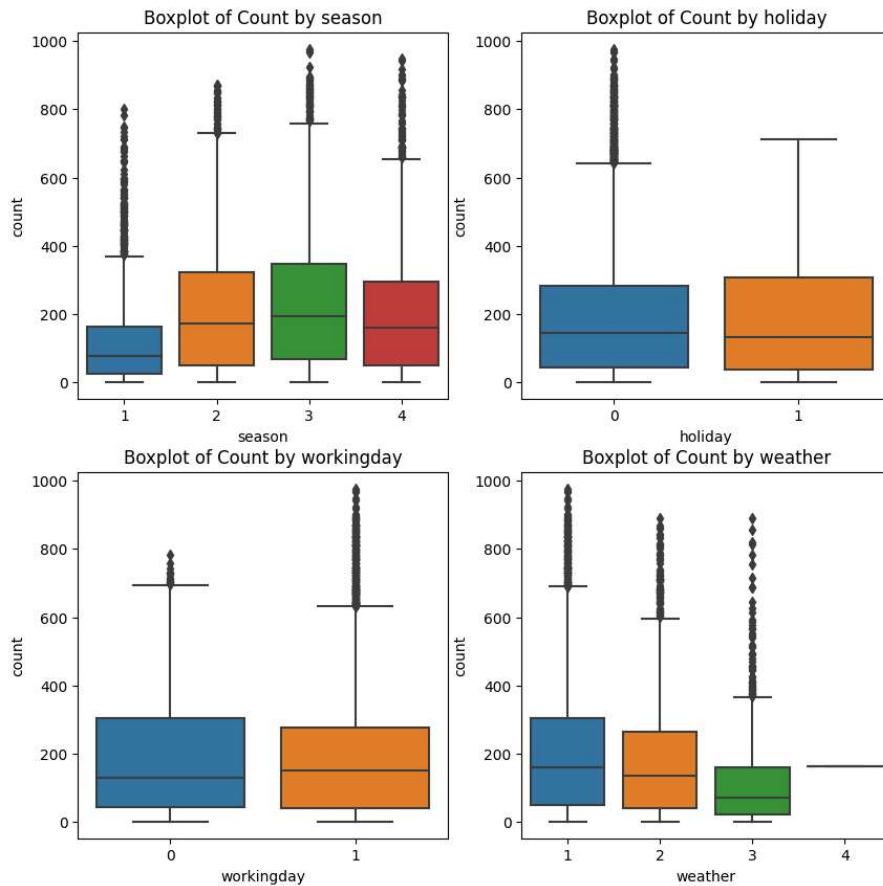 Boxplot of Count by season
1000
800
600
400
200
0
count
1 2 3 4
season
Boxplot of Count by holiday
1000
800
600
400
200
0
count
0 1
holiday
Boxplot of Count by workingday
1000
800
600
400
200
0
count
0 1
workingday
Boxplot of Count by weather
1000
800
600
400
200
0
count
1 2 3 4
weather